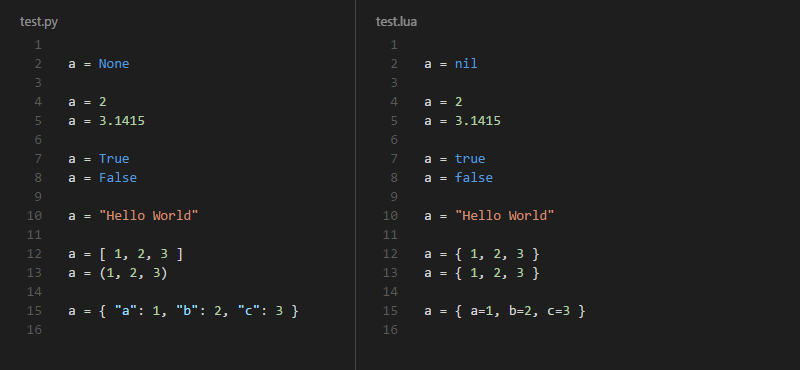 test.py
1
2 a = None
3
4 a = 2
5 a = 3.1415
6
7 a = True
8 a = False
9
10 a = "Hello World"
11
12 a = [ 1, 2, 3 ]
13 a = (1, 2, 3)
14
15 a = { "a": 1, "b": 2, "c": 3 }
16
test.lua
1
2 a = nil
3
4 a = 2
5 a = 3.1415
6
7 a = true
8 a = false
9
10 a = "Hello World"
11
12 a = { 1, 2, 3 }
13 a = { 1, 2, 3 }
14
15 a = { a=1, b=2, c=3 }
16